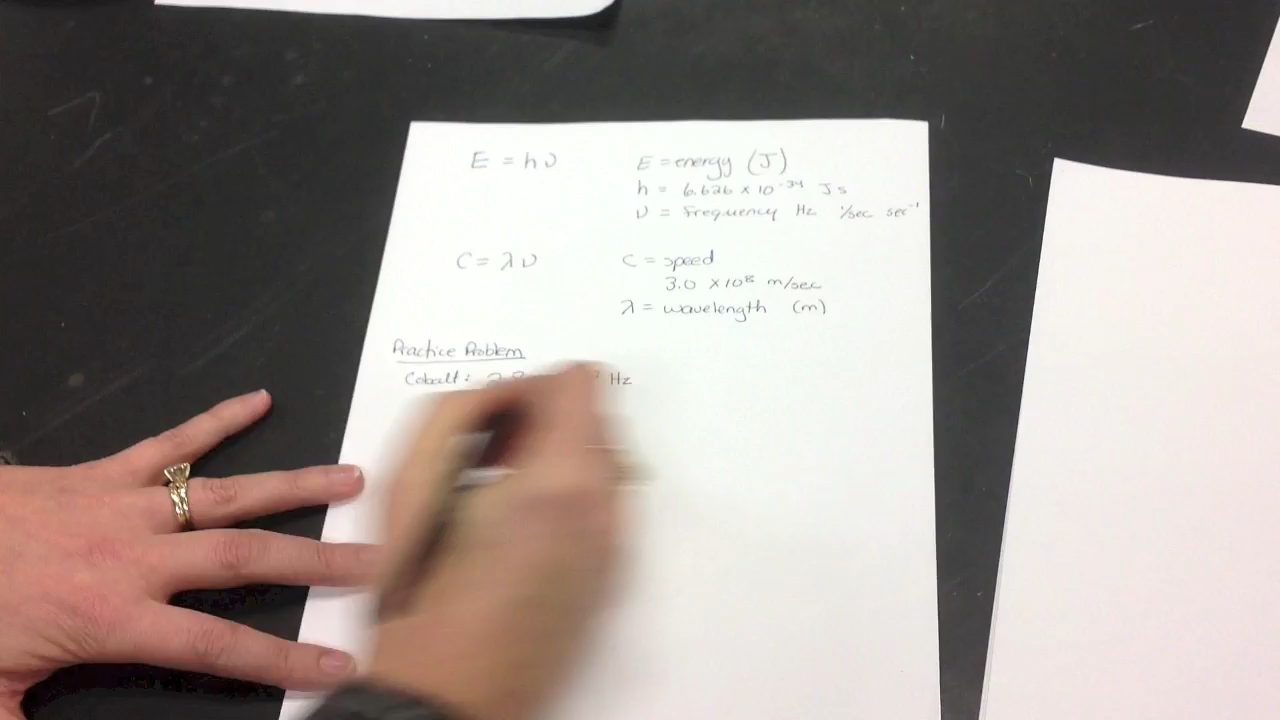 E = hν
E = energy (J)
h = 6.626 × 10⁻³⁴ Js
ν = frequency Hz 1/sec sec⁻¹
C = λν
C = speed
3.0 ×10⁸ m/sec
λ = wavelength (m)
Practice Problem
Cobalt: Hz